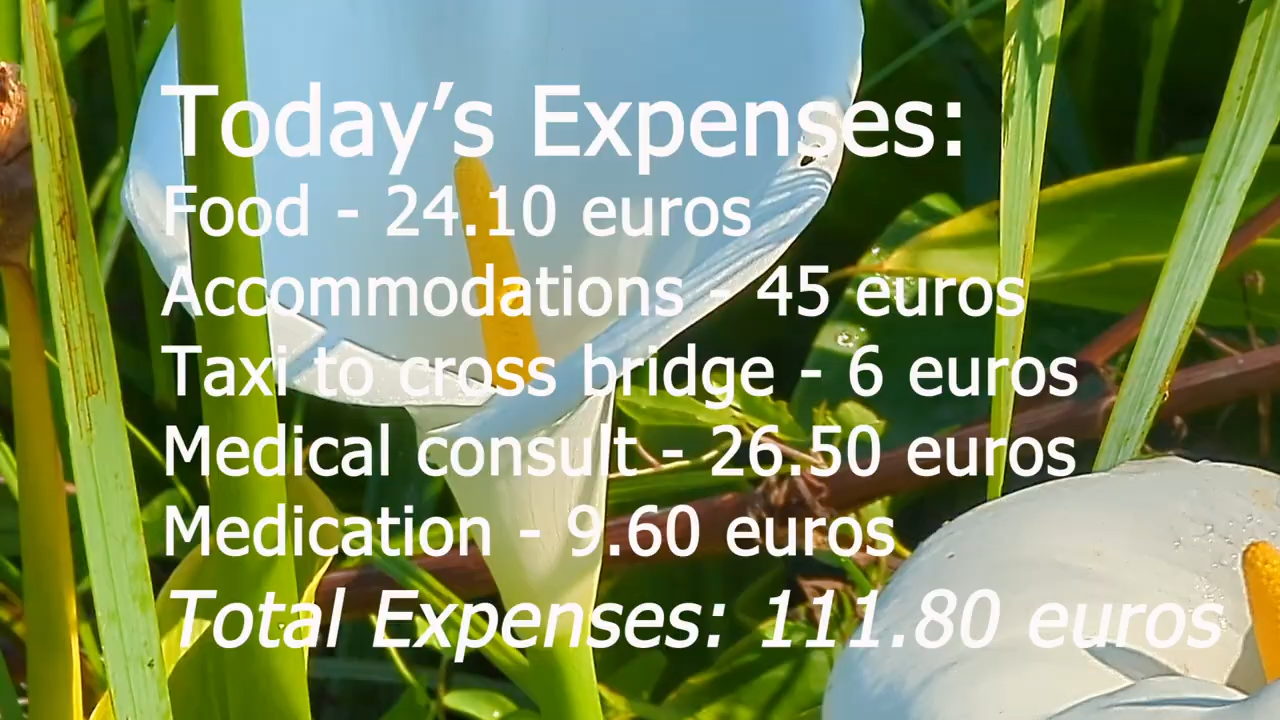 Today’s Expenses:
Food - 24.10 euros
Accommodations - 45 euros
Taxi to cross bridge - 6 euros
Medical consult - 26.50 euros
Medication - 9.60 euros
Total Expenses: 111.80 euros